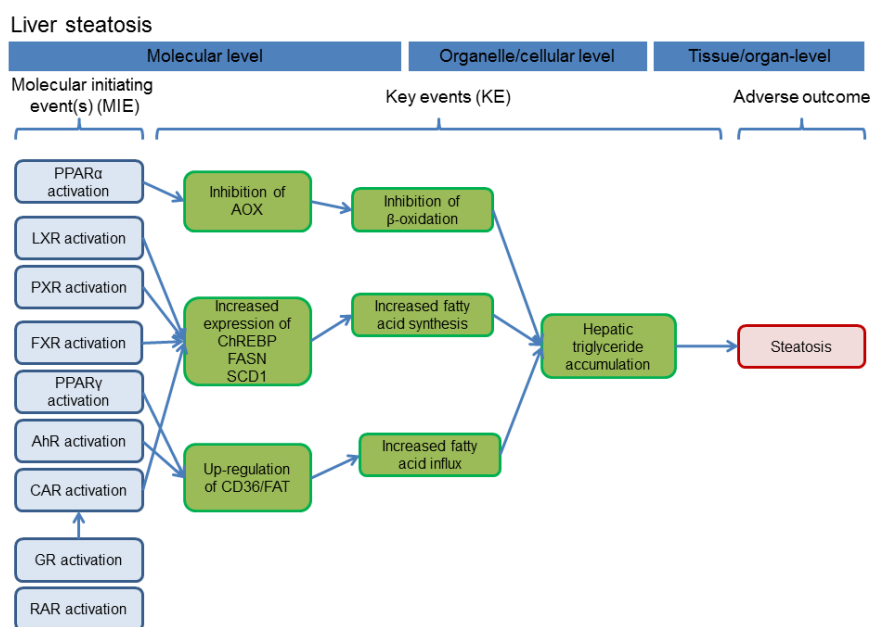 Liver steatosis
Molecular level
Organelle/cellular level
Tissue/organ-level
Molecular initiating
event(s) (MIE)
Key events (KE)
Adverse outcome
PPARα
activation
LXR activation
PXR activation
FXR activation
PPARγ
activation
AhR activation
CAR activation
GR activation
RAR activation
Inhibition of
AOX
Increased
expression of
ChREBP
FASN
SCD1
Up-regulation
of CD36/FAT
Inhibition of
β-oxidation
Increased fatty
acid synthesis
Increased fatty
acid influx
Hepatic
triglyceride
accumulation
Steatosis